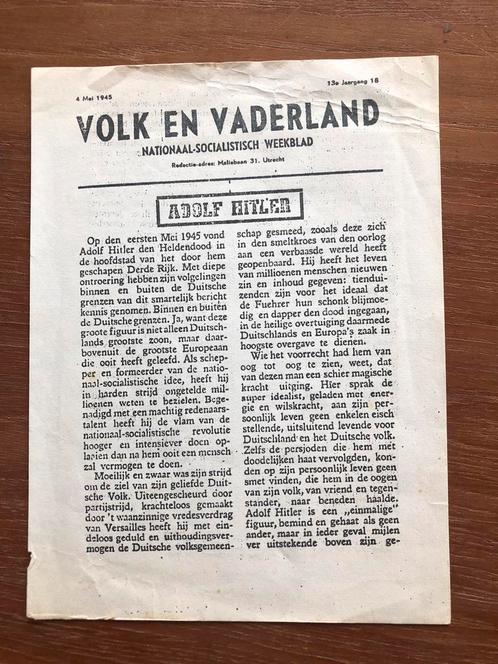 4 Mei 1945
13e Jaargang 18
VOLK EN VADERLAND
NATIONAAL-SOCIALISTISCH WEEKBLAD
Redactie-adres: Maliebaan 31. Utrecht
ADOLF HITLER
Op den eersten Mei 1945 vond
Adolf Hitler den Heldendood in
de hoofdstad van het door hem
geschapen Derde Rijk. Met diepe
ontroering hebben zijn volgelingen
binnen en buiten de Duitsche
grenzen van dit smartelijk bericht
kennis genomen. Binnen en buiten
de Duitsche grenzen. Ja, want deze
groote figuur is niet alleen Duitsch-
lands grootste zoon, maar daar-
bovenuit de grootste Europeaan
die ooit heeft geleefd. Als schep-
per en formeerder van de natio-
naal-socialistische idee, heeft hij
in harden strijd ongetelde mil-
lioenen weten te bezielen. Bege-
nadigd met een machtig redenaars-
talent heeft hij de vlam van de
nationaal-socialistische revolutie
hooger en intensiever doen op-
laaien dan na hem ooit een mensch
zal vermogen te doen.
Moeilijk en zwaar was zijn strijd
om de ziel van zijn geliefde Duit-
sche Volk. Uiteengescheurd door
partijstrijd, krachteloos gemaakt
door 't waanzinnige vredesverdrag
van Versailles heeft hij met ein-
deloos geduld en uithoudingsver-
mogen de Duitsche volksgemeen-
schap gesmeed, zooals deze zich
in den smeltkroes van den oorlog
aan een verbaasde wereld heeft
geopenbaard. Hij heeft het leven
van millioenen menschen nieuwen
zin en inhoud gegeven: tiendui-
zenden zijn voor het ideaal dat
de Fuehrer hun schonk blijmoe-
dig en dapper den dood ingegaan,
in de heilige overtuiging daarmede
Duitschlands en Europa's zaak in
hoogste overgave te dienen.
Wie het voorrecht had hem van
oog tot oog te zien, weet, dat
van dezen man een schier magische
kracht uitging. Hier sprak de
super idealist, geladen met ener-
gie en wilskracht, aan zijn per-
soonlijk leven geen enkelen eisch
stellende, uitsluitend levende voor
Duitschland en het Duitsche volk.
Zelfs de persjoden die hem met
doodelijken haat vervolgden, kon-
den op zijn persoonlijk leven geen
smet vinden, die hem in de oogen
van zijn volk, van vriend en tegen-
stander, naar beneden haalde.
Adolf Hitler is een „einmalige"
figuur, bemind en gehaat als geen
ander, maar in ieder geval mijlen
ver uitstekende boven zijn ge-